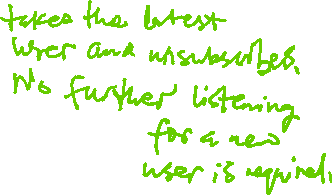 takes the latest
user and unsubscribes.
No further listening
for a new
user is required.